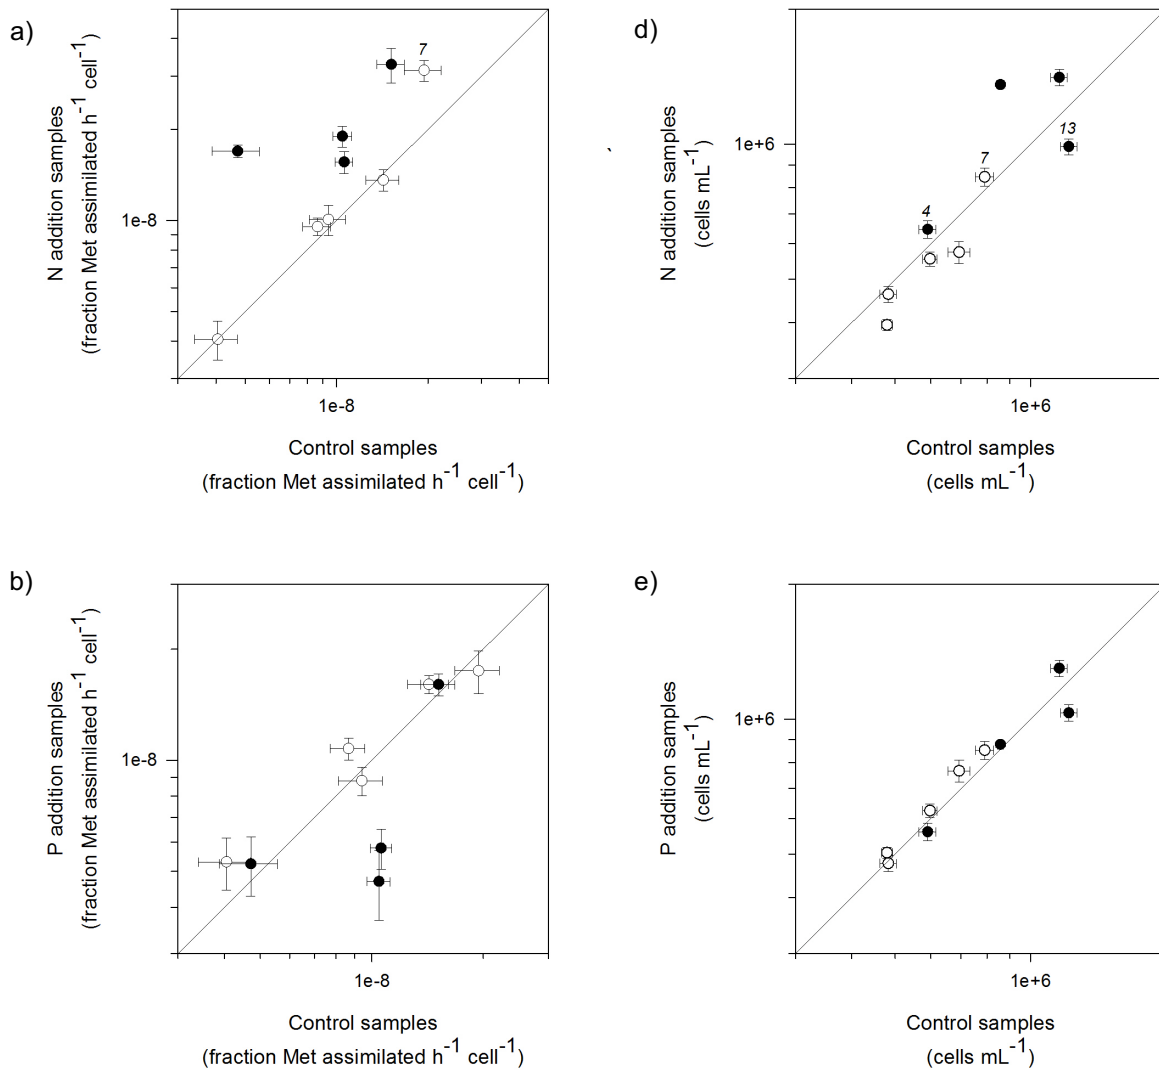 a)
N addition samples
(fraction Met assimilated h⁻¹ cell⁻¹)
7
1e-8
1e-8
Control samples
(fraction Met assimilated h⁻¹ cell⁻¹)
d)
N addition samples
(cells mL⁻¹)
13
7
4
1e+6
1e+6
Control samples
(cells mL⁻¹)
b)
P addition samples
(fraction Met assimilated h⁻¹ cell⁻¹)
1e-8
1e-8
Control samples
(fraction Met assimilated h⁻¹ cell⁻¹)
e)
P addition samples
(cells mL⁻¹)
1e+6
1e+6
Control samples
(cells mL⁻¹)